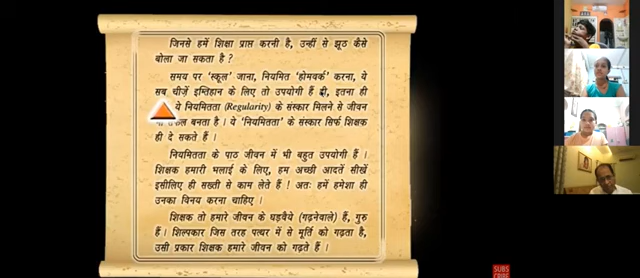 जिनसे हमें शिक्षा प्राप्त करनी है, उन्हीं से झूठ कैसे
बोला जा सकता है ?
समय पर 'स्कूल' जाना, नियमित 'होमवर्क' करना, ये
सब चीज़ें इम्तिहान के लिए तो उपयोगी हैं ही, इतना ही
ये नियमितता (Regularity) के संस्कार मिलने से जीवन
बनता है । ये 'नियमितता' के संस्कार सिर्फ शिक्षक
ही दे सकते हैं ।
नियमितता के पाठ जीवन में भी बहुत उपयोगी हैं ।
शिक्षक हमारी भलाई के लिए, हम अच्छी आदतें सीखें
इसीलिए ही सख्ती से काम लेते हैं ! अतः हमें हमेशा ही
उनका विनय करना चाहिए ।
शिक्षक तो हमारे जीवन के घड़वैये (गढ़नेवाले) हैं, गुरु
हैं । शिल्पकार जिस तरह पत्थर में से मूर्ति को गढ़ता है,
उसी प्रकार शिक्षक हमारे जीवन को गढ़ते हैं ।
SUBS
CRIBE